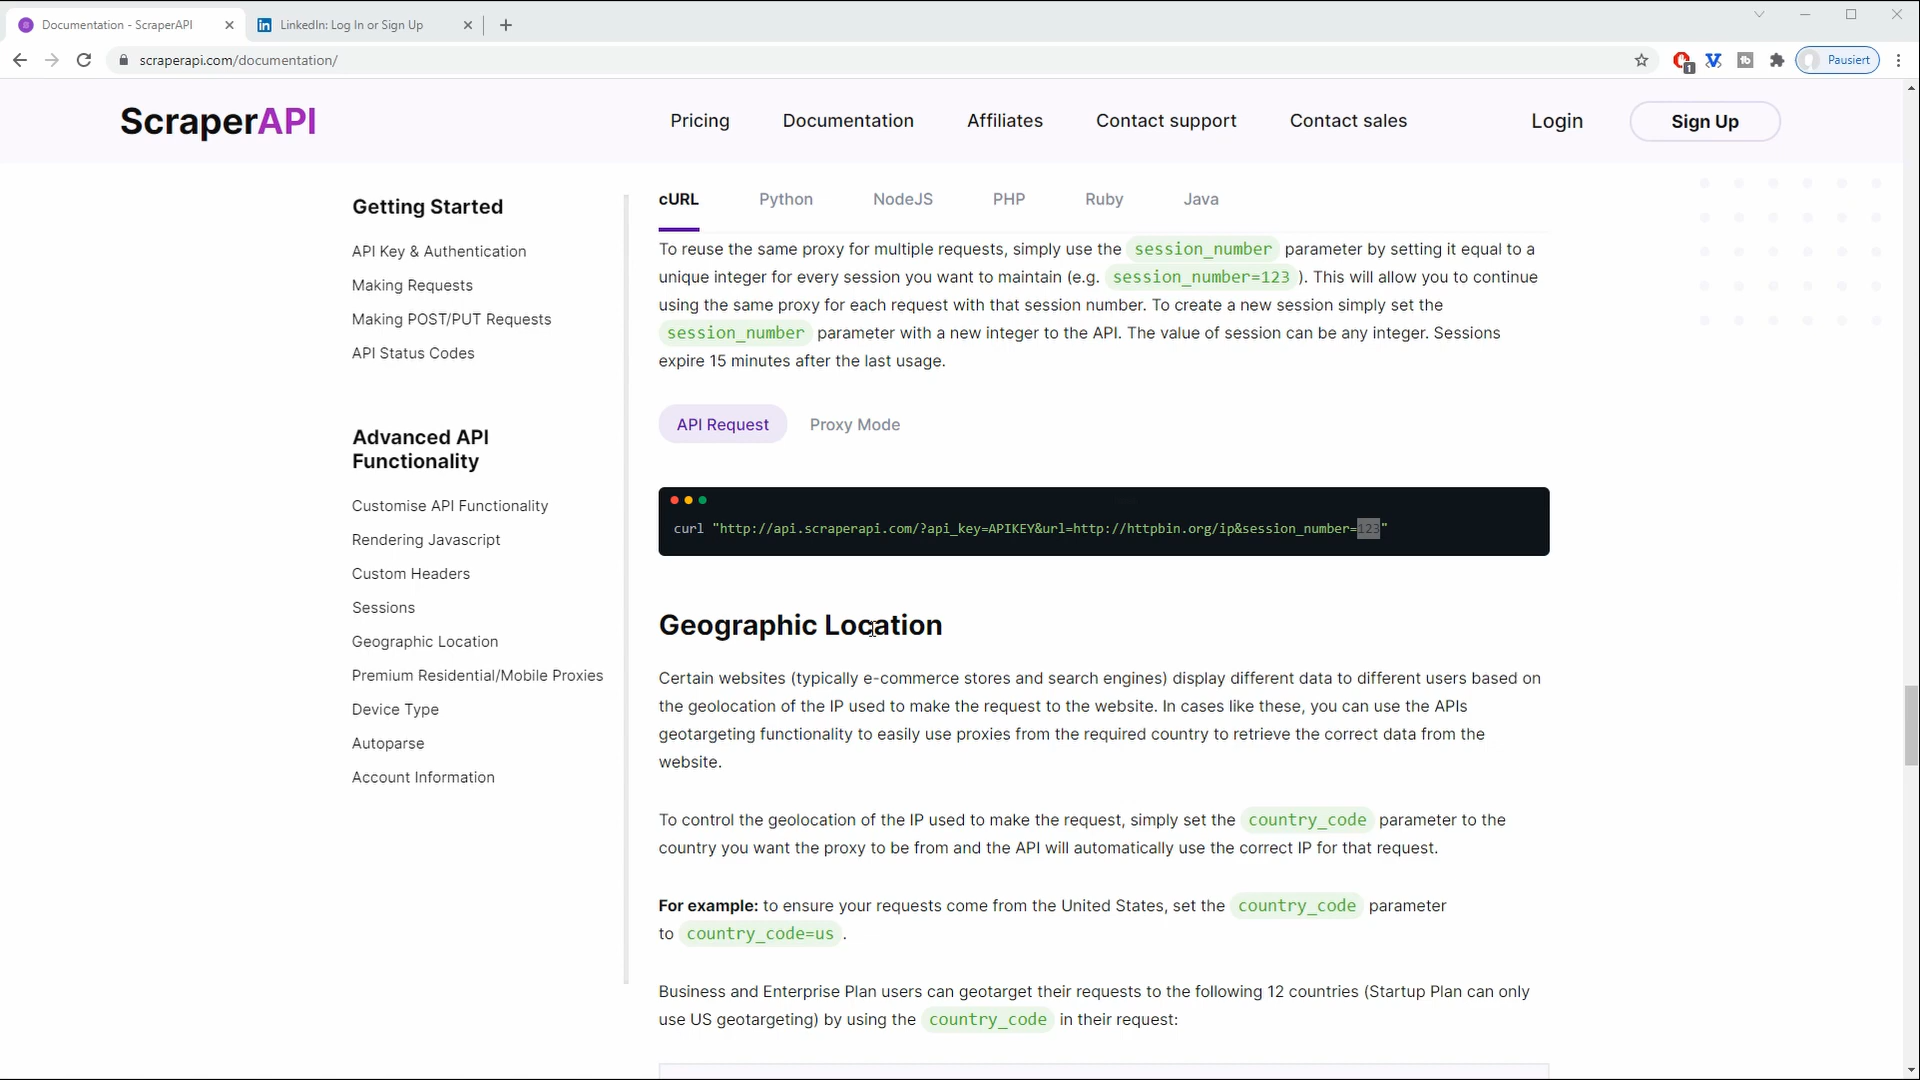 Documentation - ScraperAPI
LinkedIn: Log In or Sign Up
scraperapi.com/documentation/
1
Pausiert
ScraperAPI
Pricing
Documentation
Affiliates
Contact support
Contact sales
Login
Sign Up
Getting Started
API Key & Authentication
Making Requests
Making POST/PUT Requests
API Status Codes
Advanced API
Functionality
Customise API Functionality
Rendering Javascript
Custom Headers
Sessions
Geographic Location
Premium Residential/Mobile Proxies
Device Type
Autoparse
Account Information
cURL
Python
NodeJS
PHP
Ruby
Java
To reuse the same proxy for multiple requests, simply use the session_number parameter by setting it equal to a
unique integer for every session you want to maintain (e.g. session_number=123 ). This will allow you to continue
using the same proxy for each request with that session number. To create a new session simply set the
session_number parameter with a new integer to the API. The value of session can be any integer. Sessions
expire 15 minutes after the last usage.
API Request
Proxy Mode
curl "http://api.scraperapi.com/?api_key=APIKEY&url=http://httpbin.org/ip&session_number=123"
Geographic Location
Certain websites (typically e-commerce stores and search engines) display different data to different users based on
the geolocation of the IP used to make the request to the website. In cases like these, you can use the APIs
geotargeting functionality to easily use proxies from the required country to retrieve the correct data from the
website.
To control the geolocation of the IP used to make the request, simply set the country_code parameter to the
country you want the proxy to be from and the API will automatically use the correct IP for that request.
For example: to ensure your requests come from the United States, set the country_code parameter
to country_code=us .
Business and Enterprise Plan users can geotarget their requests to the following 12 countries (Startup Plan can only
use US geotargeting) by using the country_code in their request: